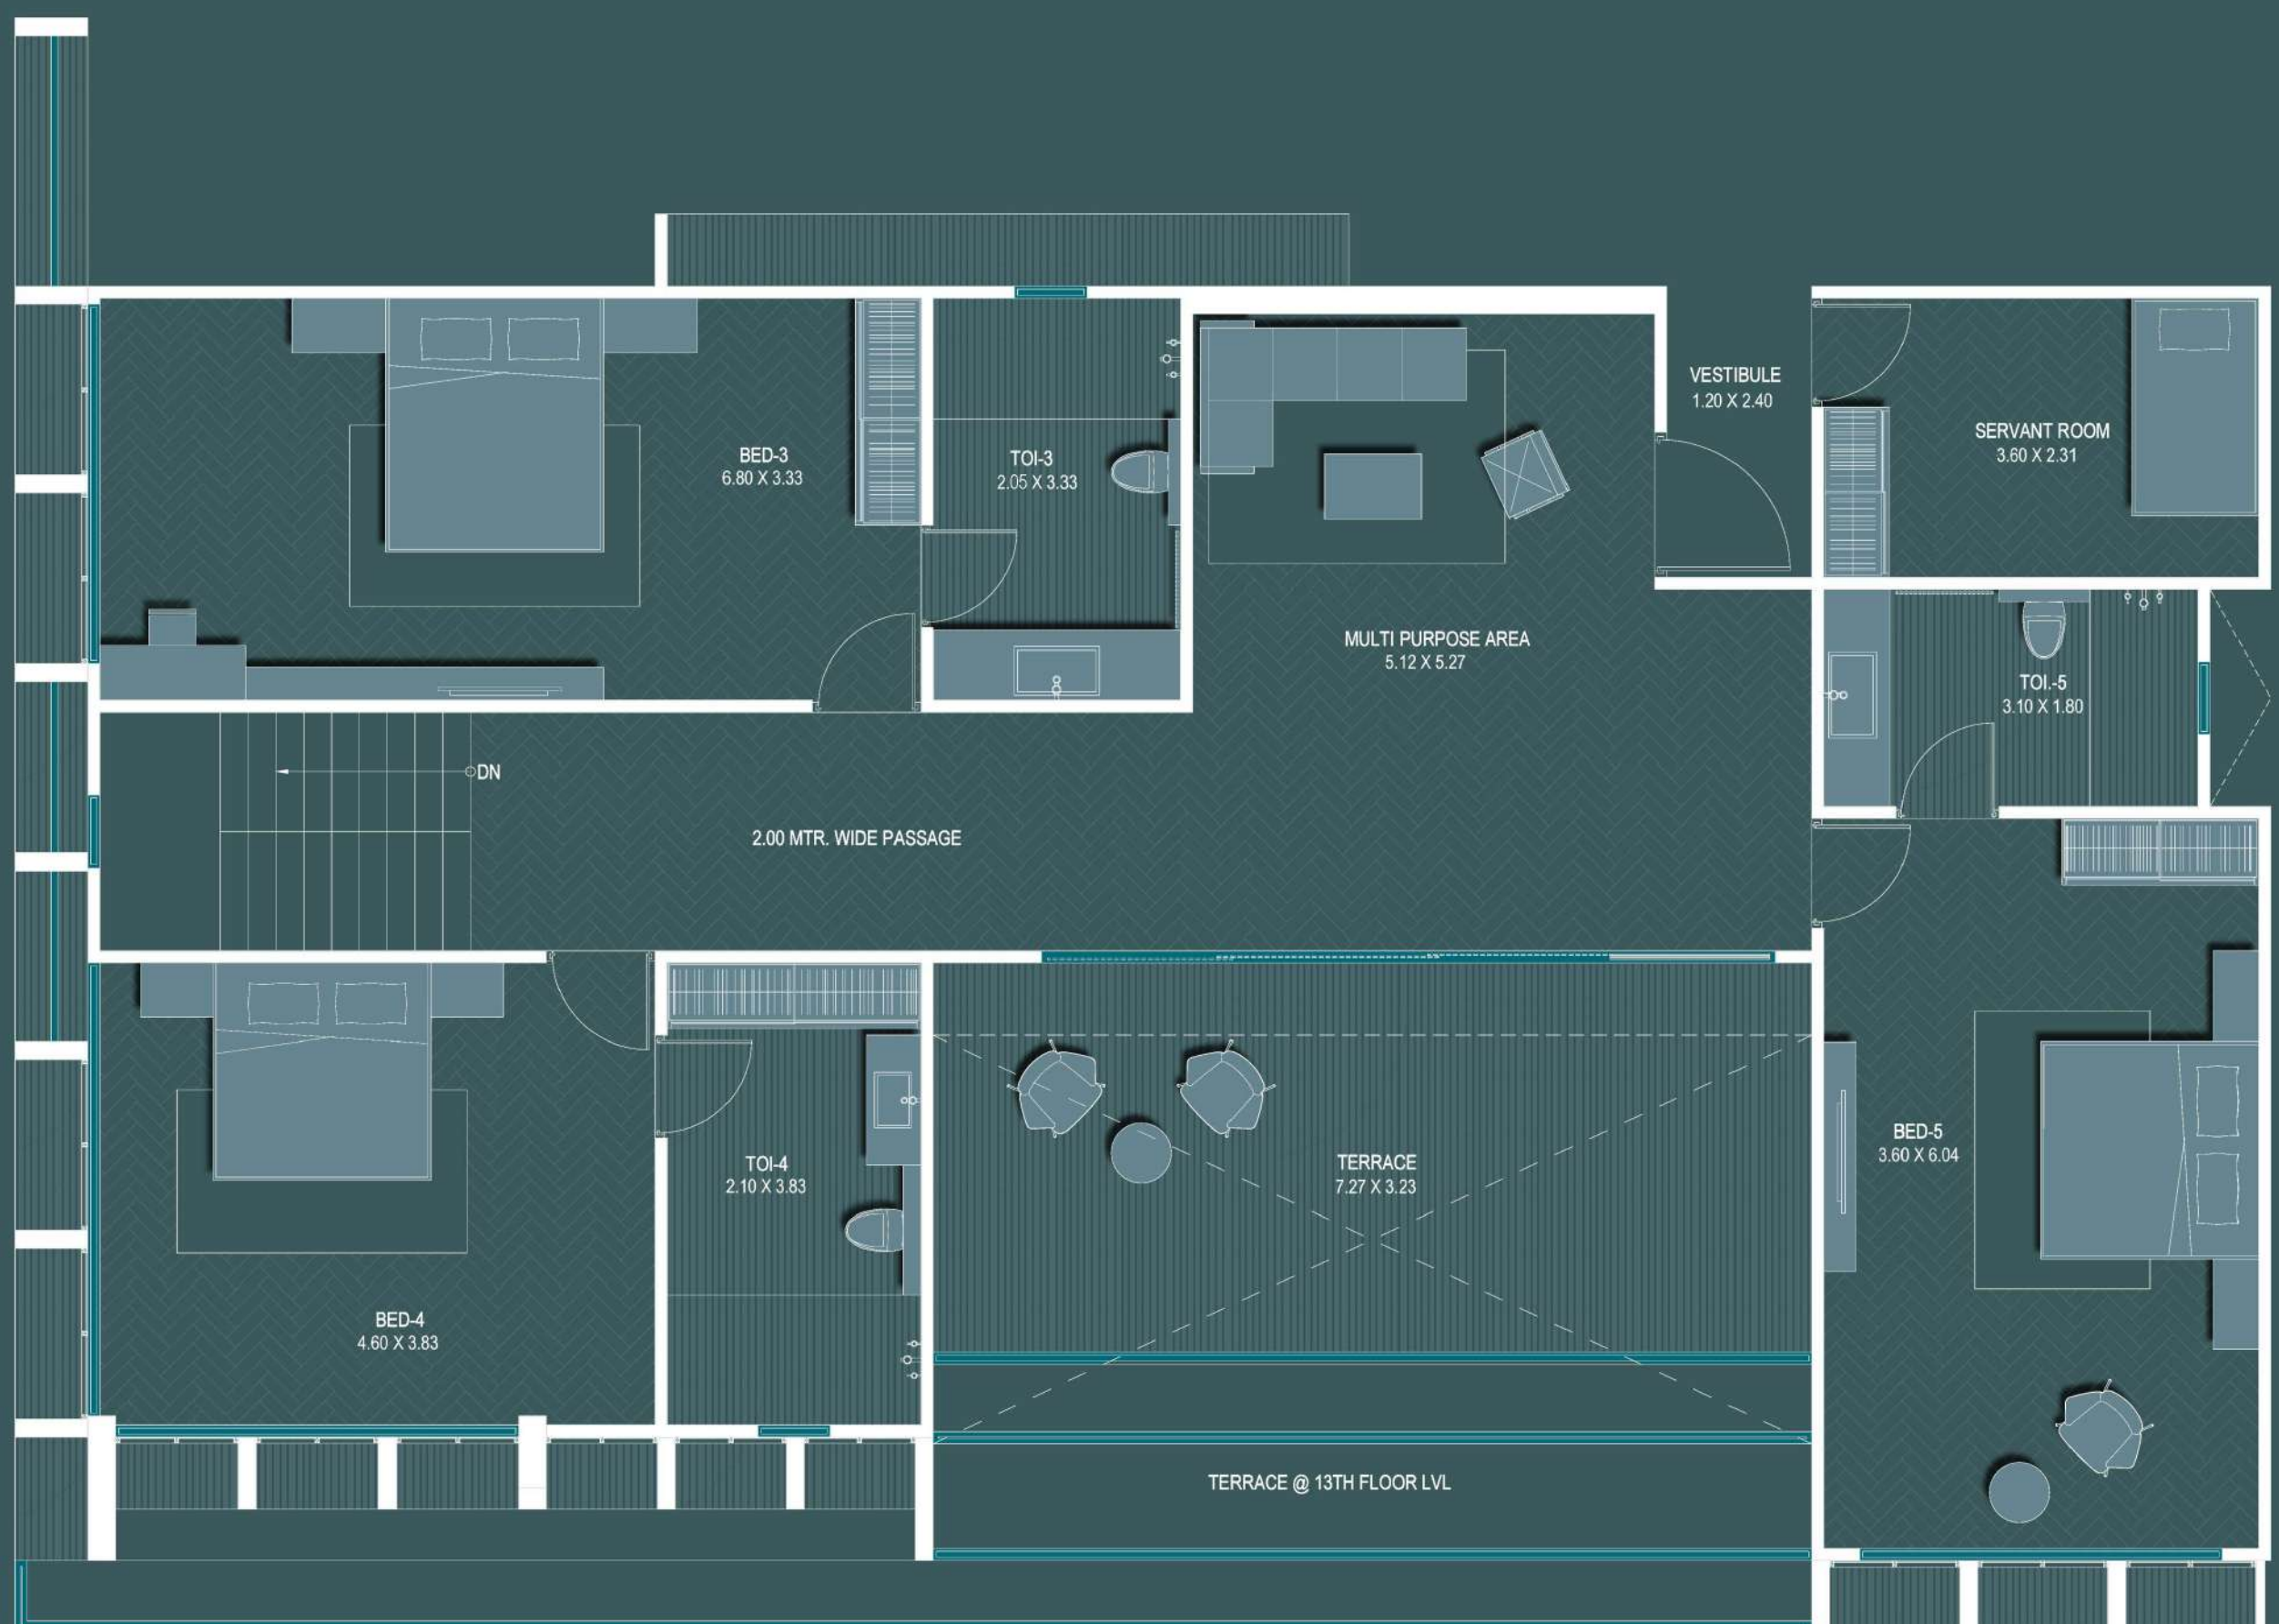 VESTIBULE
1.20 X 2.40
SERVANT ROOM
3.60 X 2.31
BED-3
6.80 X 3.33
TOI-3
2.05 X 3.33
MULTI PURPOSE AREA
5.12 X 5.27
TOI.-5
3.10 X 1.80
DN
2.00 MTR. WIDE PASSAGE
BED-5
3.60 X 6.04
TOI-4
2.10 X 3.83
TERRACE
7.27 X 3.23
BED-4
4.60 X 3.83
TERRACE @ 13TH FLOOR LVL